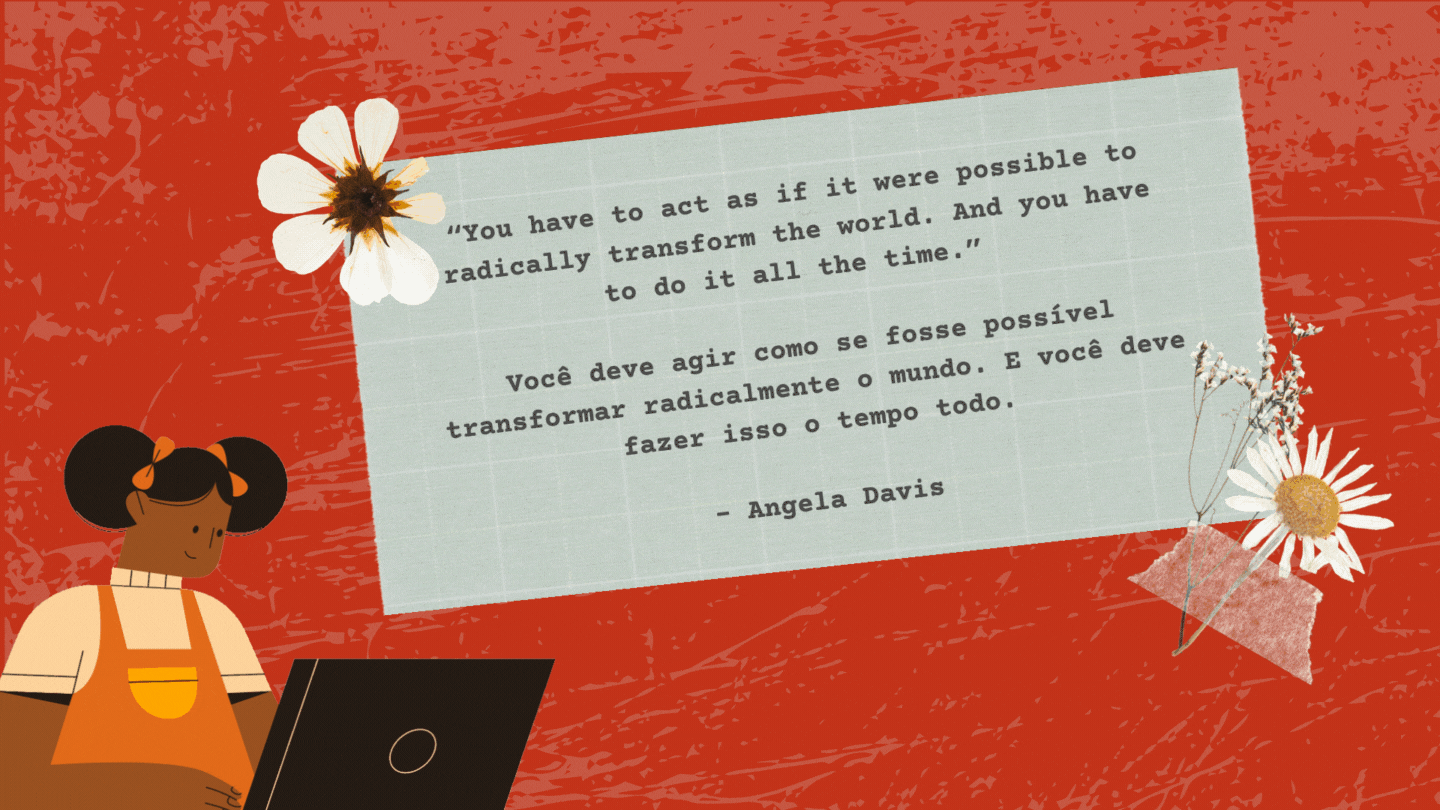 “You have to act as if it were possible to
radically transform the world. And you have
to do it all the time.”
Você deve agir como se fosse possível
transformar radicalmente o mundo. E você deve
fazer isso o tempo todo.
– Angela Davis